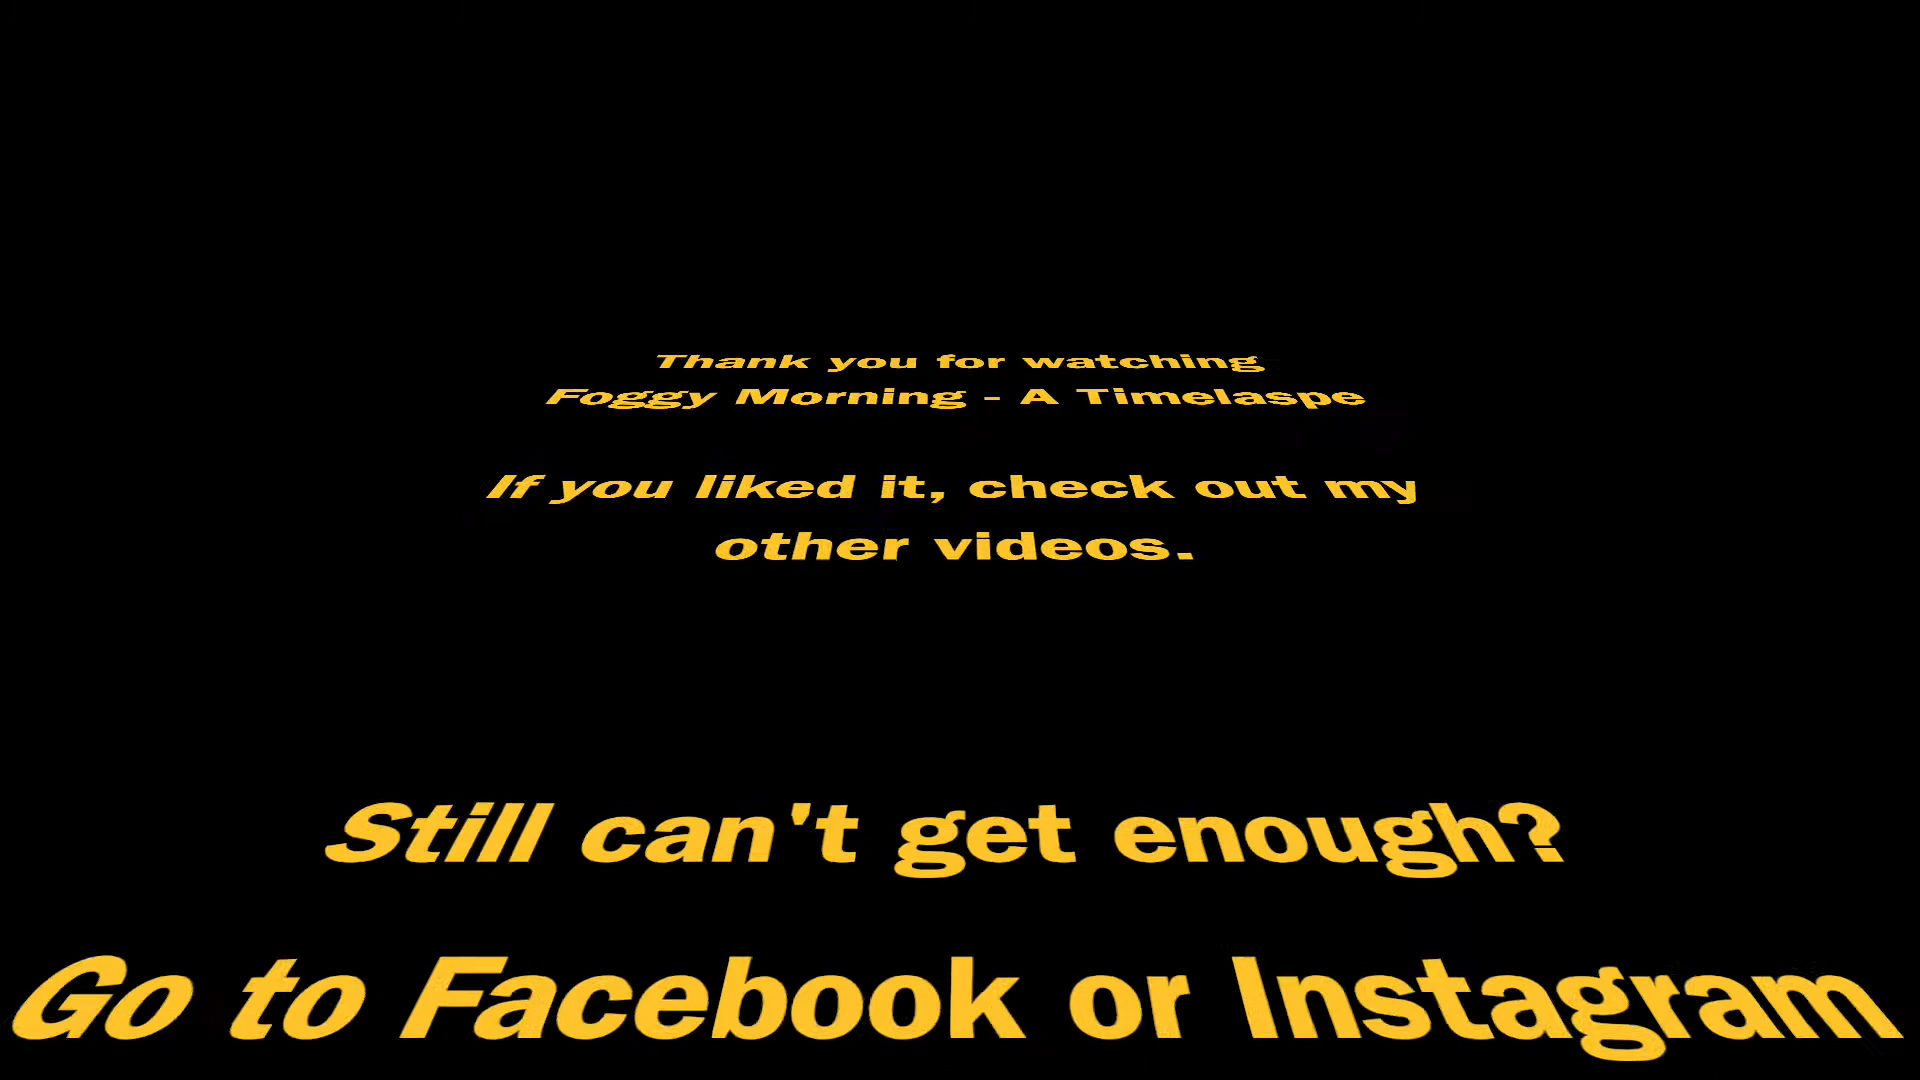 Thank you for watching
Foggy Morning - A Timelaspe
If you liked it, check out my
other videos.
Still can't get enough?
Go to Facebook or Instagram